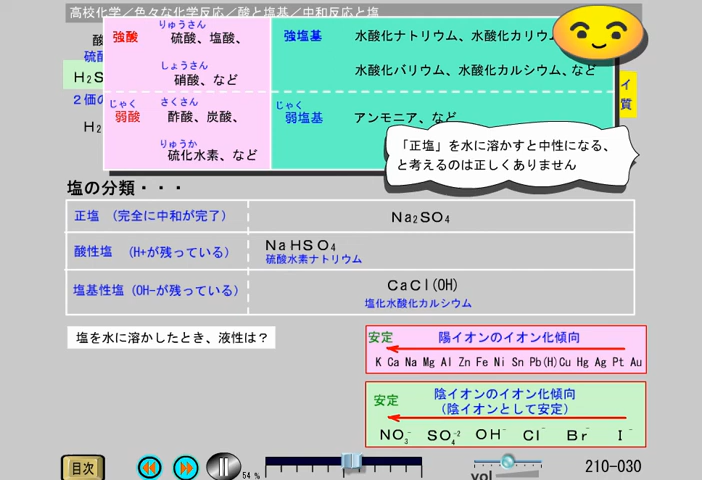 高校化学／色々な化学反応／酸と塩基／中和反応と塩
強酸
りゅうさん
硫酸、塩酸、
しょうさん
硝酸、など
強塩基
水酸化ナトリウム、水酸化カリウ
水酸化バリウム、水酸化カルシウム、など
じゃく
弱酸
さくさん
酢酸、炭酸、
りゅうか
硫化水素、など
じゃく
弱塩基
アンモニア、など
酸
硫酸
H₂S
２価の
H₂
イ
質
「正塩」を水に溶かすと中性になる、
と考えるのは正しくありません
塩の分類・・・
正塩 （完全に中和が完了） Na₂SO₄
酸性塩 （H+が残っている） NaHSO₄
硫酸水素ナトリウム
塩基性塩（OH-が残っている） CaCl(OH)
塩化水酸化カルシウム
塩を水に溶かしたとき、液性は？
安定 陽イオンのイオン化傾向
K Ca Na Mg Al Zn Fe Ni Sn Pb (H) Cu Hg Ag Pt Au
安定 陰イオンのイオン化傾向
（陰イオンとして安定）
NO₃⁻ SO₄⁻² OH⁻ Cl⁻ Br⁻ I⁻
目次
54 %
vol
210-030